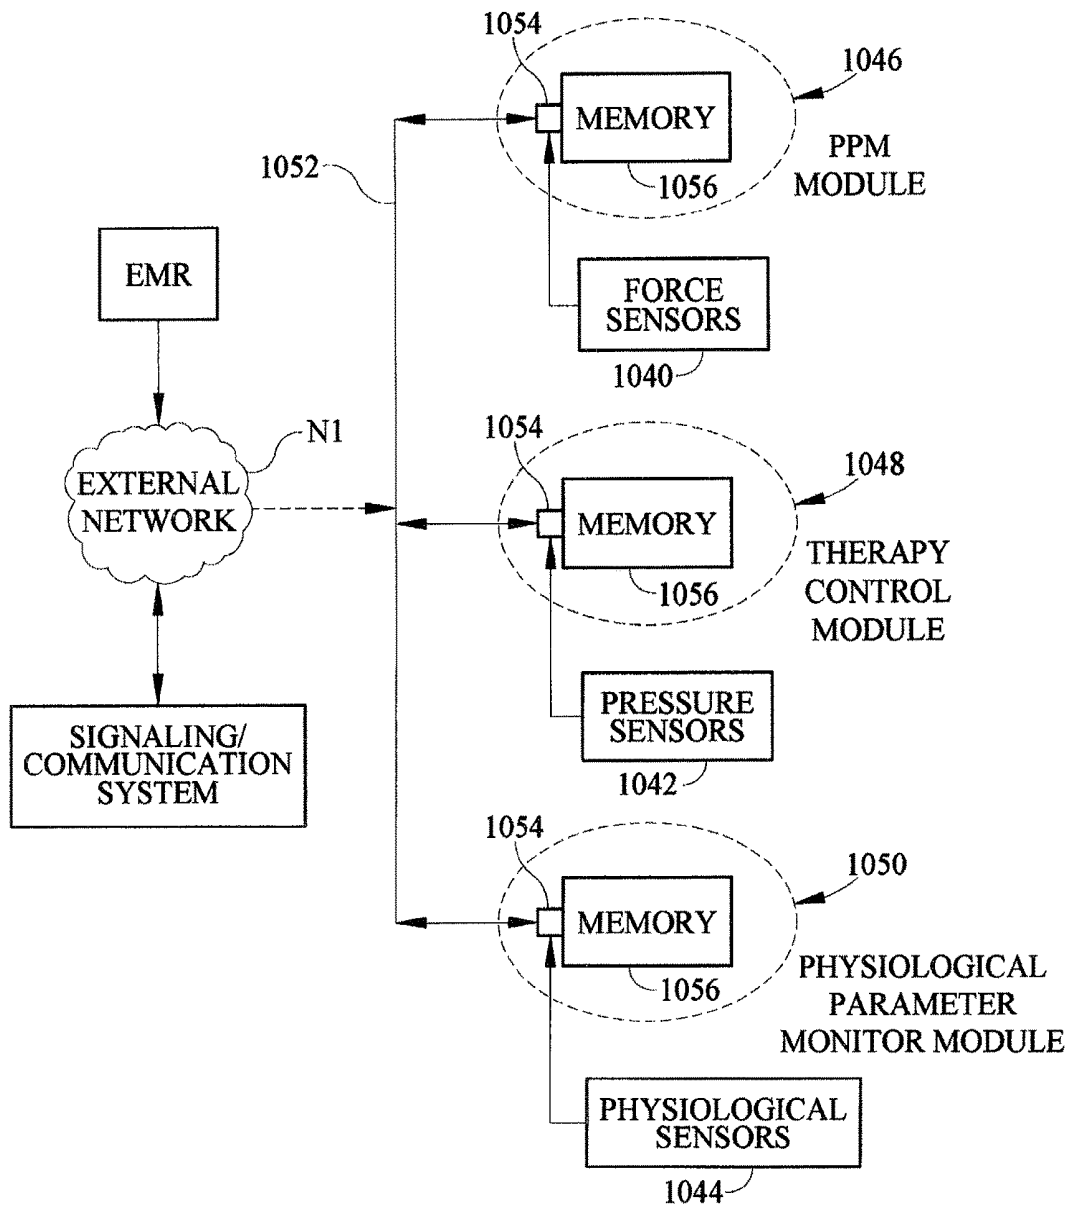 1054
1046
MEMORY
PPM
MODULE
1052
1056
EMR
FORCE
SENSORS
1040
N1
EXTERNAL
NETWORK
1054
1048
MEMORY
THERAPY
CONTROL
MODULE
1056
PRESSURE
SENSORS
1042
SIGNALING/
COMMUNICATION
SYSTEM
1054
1050
MEMORY
PHYSIOLOGICAL
PARAMETER
MONITOR MODULE
1056
PHYSIOLOGICAL
SENSORS
1044